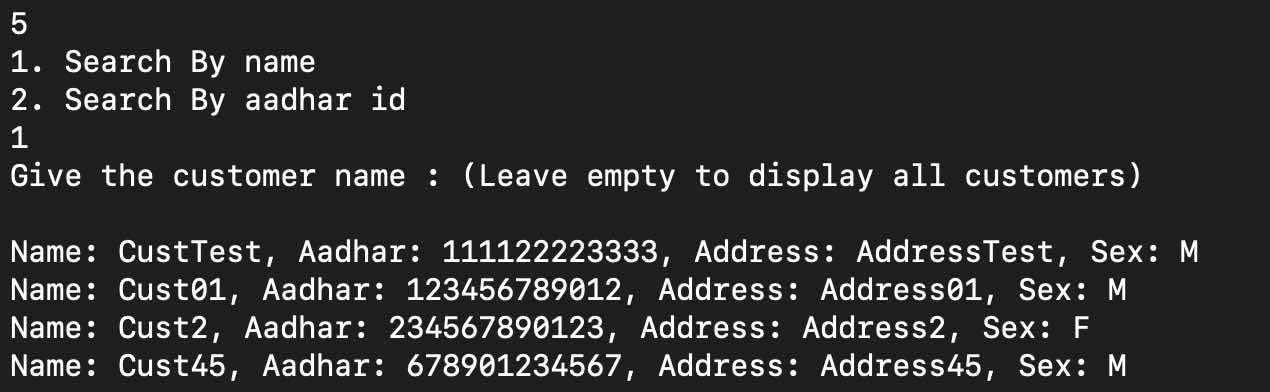 5
1. Search By name
2. Search By aadhar id
1
Give the customer name : (Leave empty to display all customers)
Name: CustTest, Aadhar: 111122223333, Address: AddressTest, Sex: M
Name: Cust01, Aadhar: 123456789012, Address: Address01, Sex: M
Name: Cust2, Aadhar: 234567890123, Address: Address2, Sex: F
Name: Cust45, Aadhar: 678901234567, Address: Address45, Sex: M